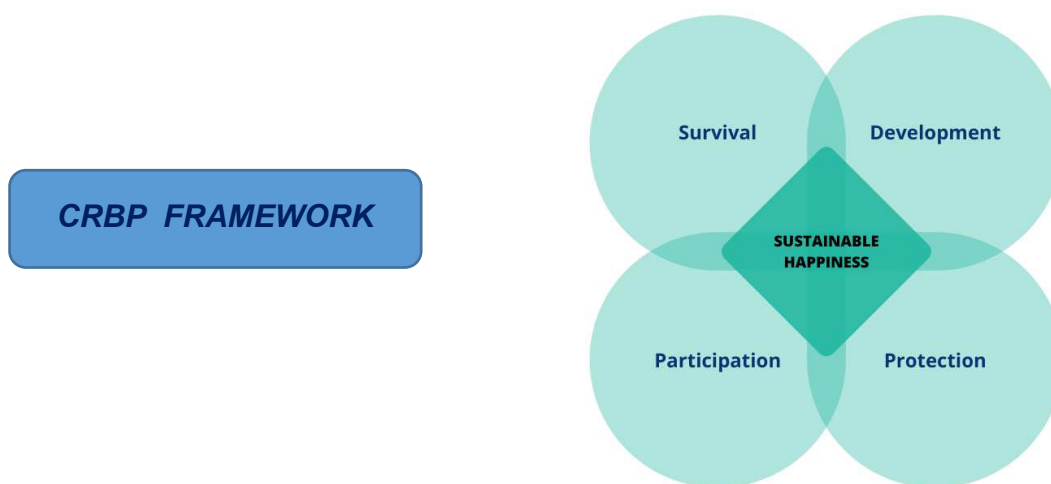 CRBP FRAMEWORK
Survival
Development
SUSTAINABLE
HAPPINESS
Participation
Protection